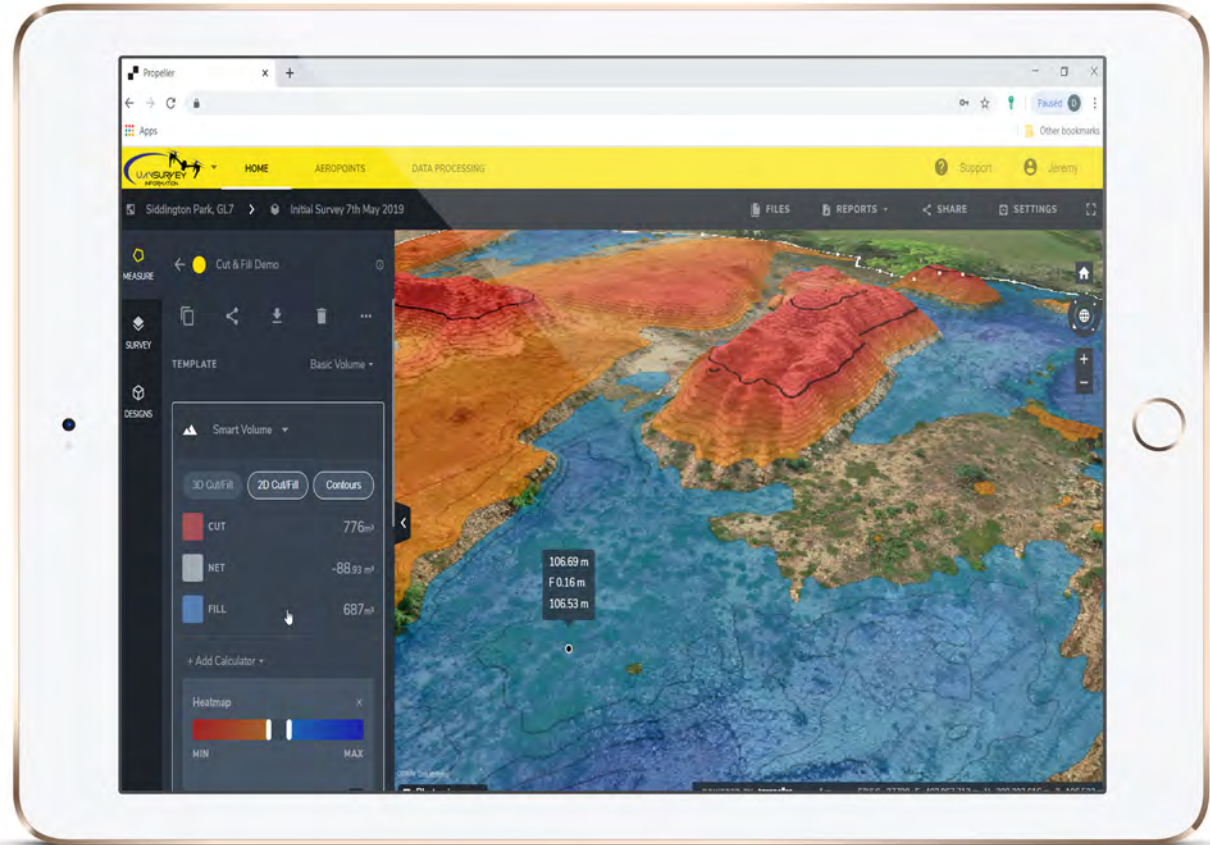 Propeller
Paused D
Apps
Other bookmarks
UAVSURVEY
INFORMATION
HOME
AEROPOINTS
DATA PROCESSING
Support
Jeremy
Siddington Park, GL7
Initial Survey 7th May 2019
FILES
REPORTS
SHARE
SETTINGS
MEASURE
Cut & Fill Demo
SURVEY
TEMPLATE
Basic Volume
DESIGNS
Smart Volume
3D Cut/Fill
2D Cut/Fill
Contours
CUT
776m³
NET
-88.93 m³
FILL
687m³
106.69 m
F 0.16 m
106.53 m
+ Add Calculator
Heatmap
MIN
MAX